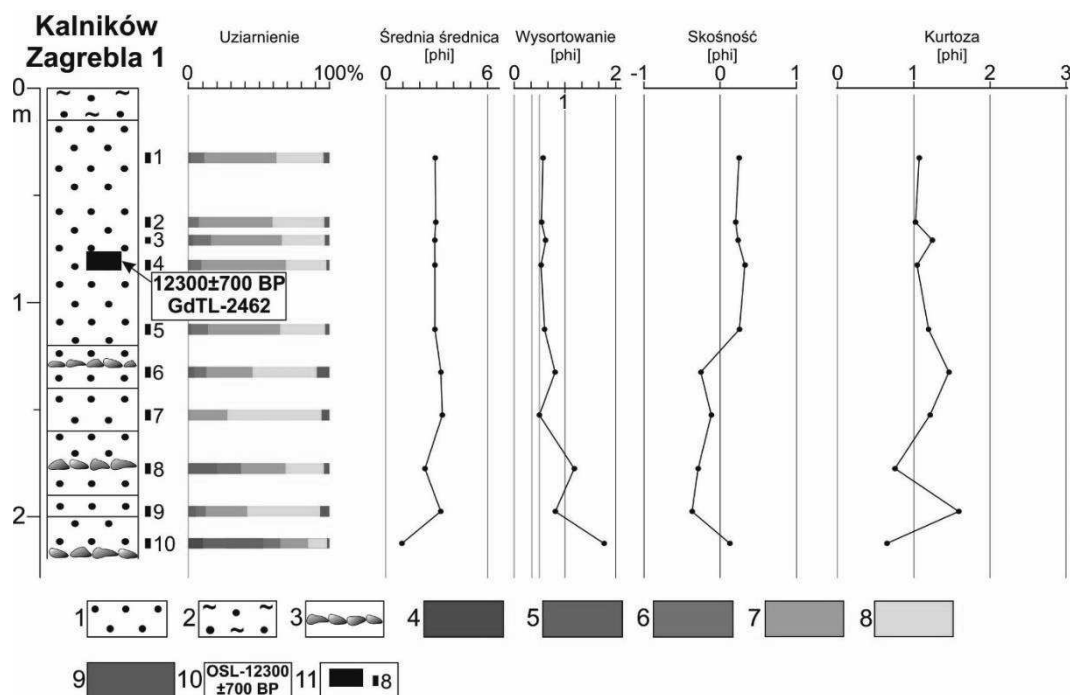 Kalników
Zagrebla 1
Uziarnienie
Średnia średnica
[phi]
Wysortowanie
[phi]
Skośność
[phi]
Kurtoza
0
100%
0
6
0
1
2
-1
0
1
0
1
2
3
0
m
1
2
1
2
3
4
12300±700 BP
GdTL-2462
5
6
7
8
9
10
1
2
3
4
5
6
7
8
9
10
OSL-12300
±700 BP
11
8